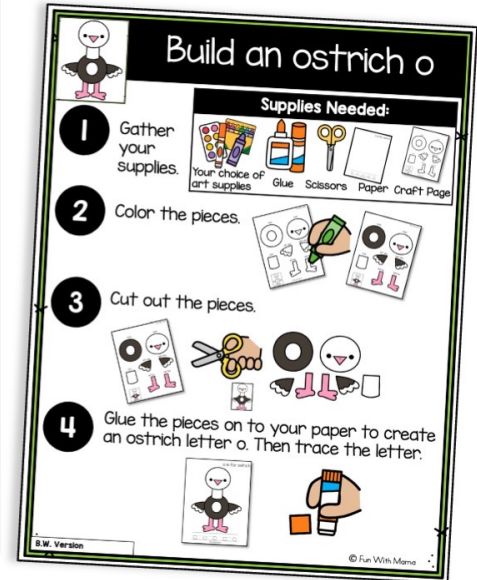 Build an ostrich o
Supplies Needed:
Your choice of
art supplies
Glue
Scissors
Paper
Craft Page
1
Gather
your
supplies.
2
Color the pieces.
3
Cut out the pieces.
4
Glue the pieces on to your paper to create
an ostrich letter o. Then trace the letter.
B.W. Version
© Fun With Mama